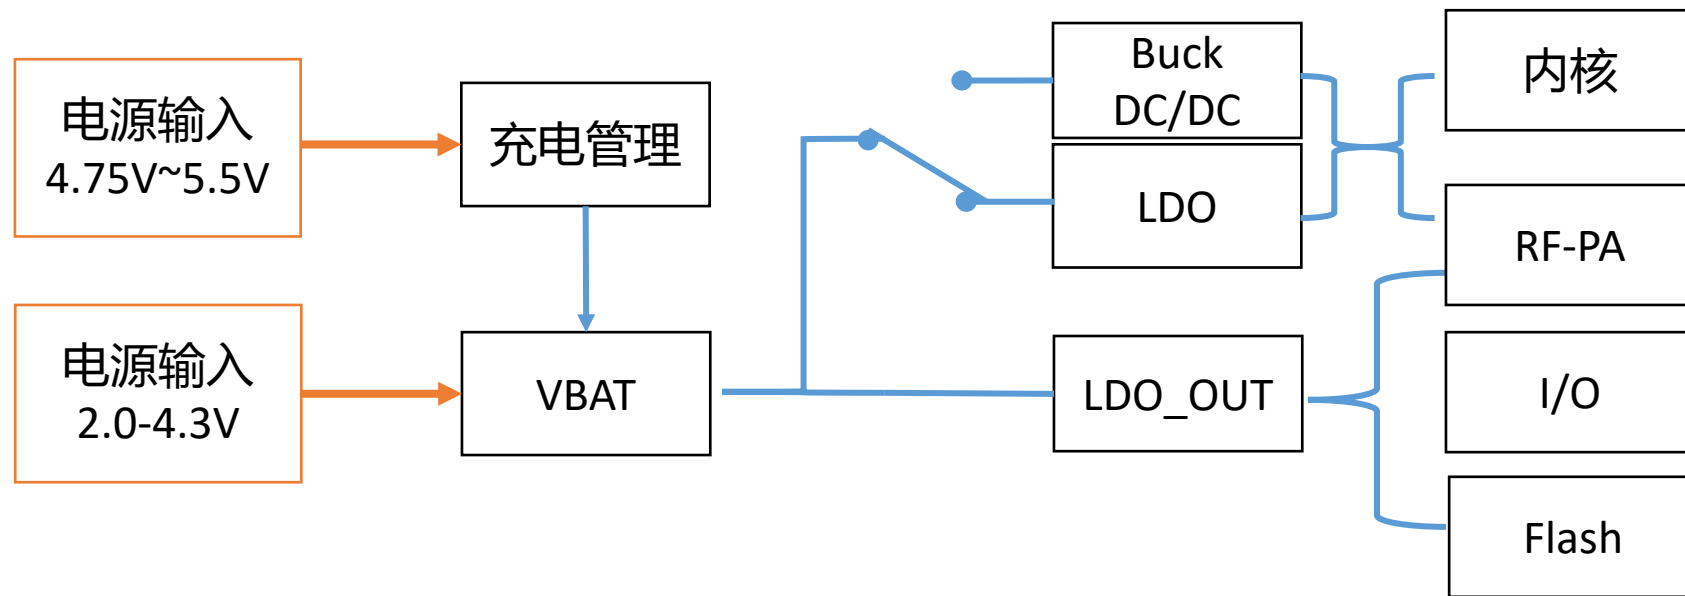 电源输入
4.75V~5.5V
充电管理
Buck
DC/DC
内核
LDO
RF-PA
电源输入
2.0-4.3V
VBAT
LDO_OUT
I/O
Flash